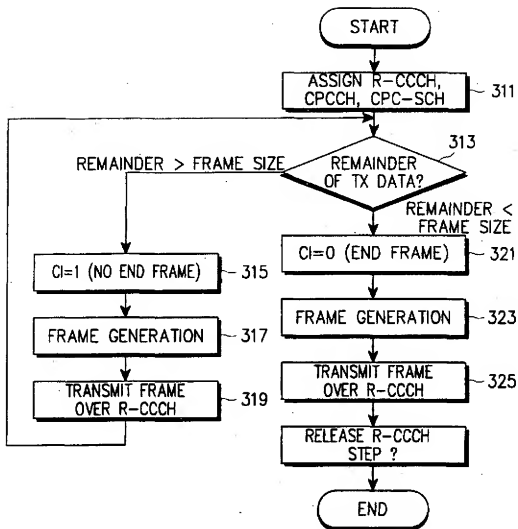 START
ASSIGN R-CCCH,
CPCCH, CPC-SCH
311
313
REMAINDER > FRAME SIZE
REMAINDER
OF TX DATA?
REMAINDER <
FRAME SIZE
CI=1 (NO END FRAME)
315
CI=0 (END FRAME)
321
FRAME GENERATION
317
FRAME GENERATION
323
TRANSMIT FRAME
OVER R-CCCH
319
TRANSMIT FRAME
OVER R-CCCH
325
RELEASE R-CCCH
STEP ?
END